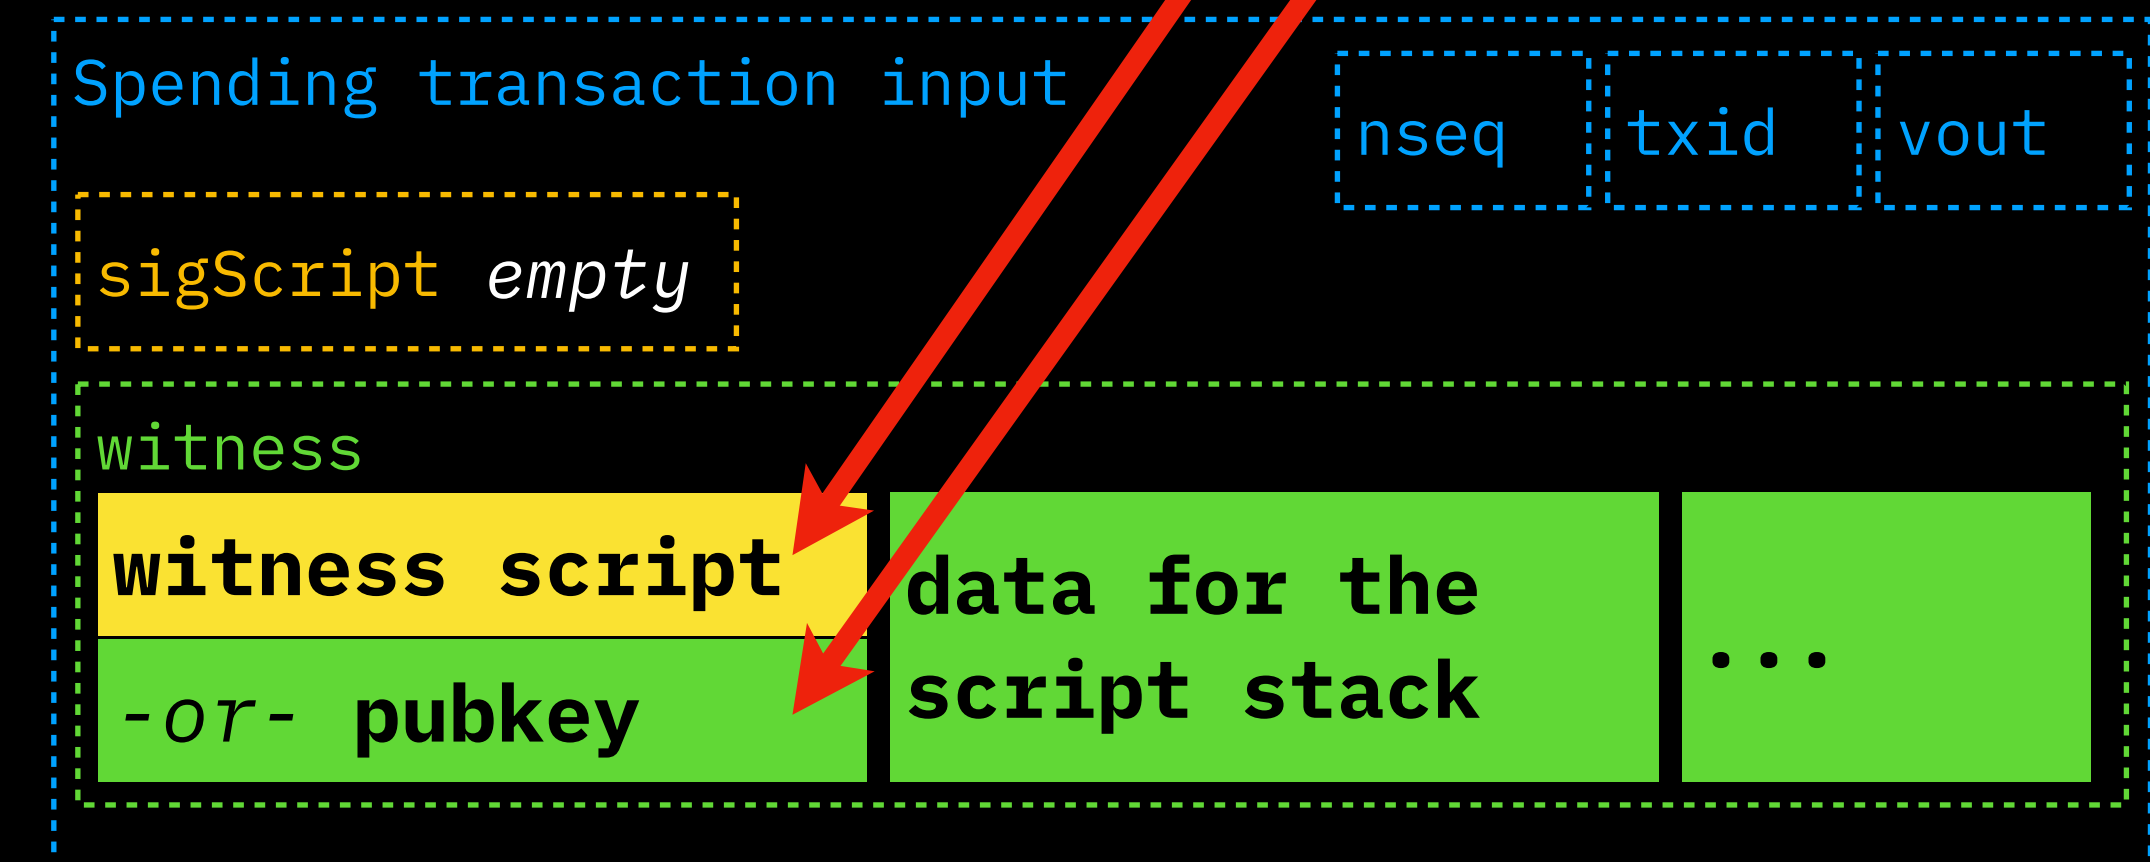 Spending transaction input
nseq
txid
vout
sigScript empty
witness
witness script
-or- pubkey
data for the
script stack
...